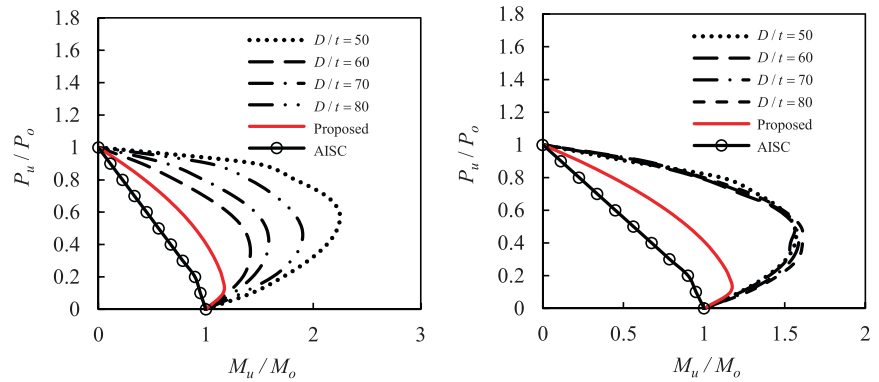 1.8
1.6
1.4
1.2
1
0.8
0.6
0.4
0.2
0
0
1
2
3
P_u / P_o
M_u / M_o
D / t = 50
D / t = 60
D / t = 70
D / t = 80
Proposed
AISC
1.8
1.6
1.4
1.2
1
0.8
0.6
0.4
0.2
0
0
0.5
1
1.5
2
P_u / P_o
M_u / M_o
D / t = 50
D / t = 60
D / t = 70
D / t = 80
Proposed
AISC